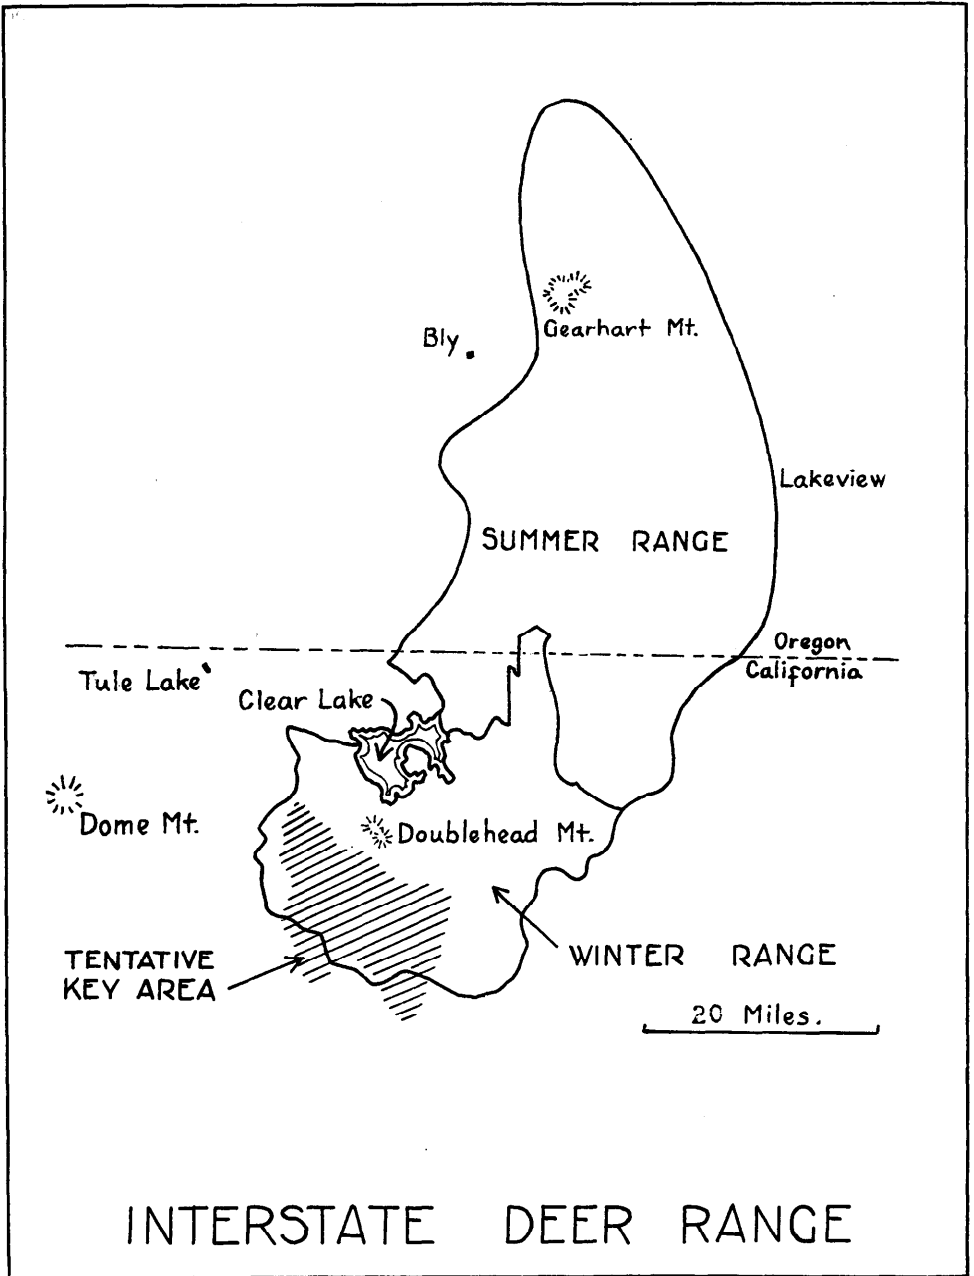 Gearhart Mt.
Bly
Lakeview
SUMMER RANGE
Oregon
California
Tule Lake
Clear Lake
Dome Mt.
Doublehead Mt.
TENTATIVE
KEY AREA
WINTER RANGE
20 Miles.
INTERSTATE DEER RANGE